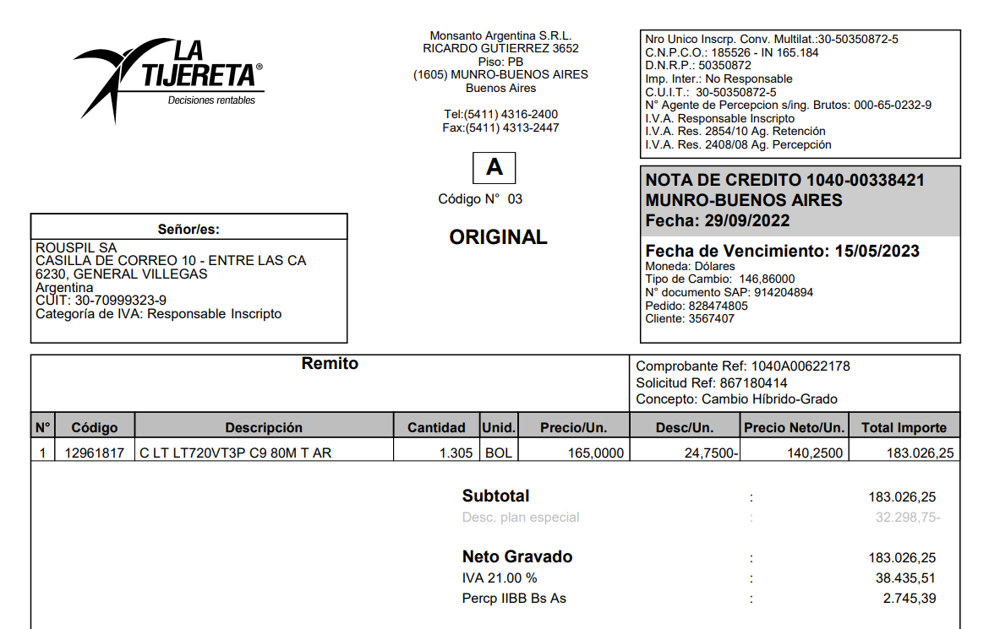 LA
TIJERETA®
Decisiones rentables
Monsanto Argentina S.R.L.
RICARDO GUTIERREZ 3652
Piso: PB
(1605) MUNRO-BUENOS AIRES
Buenos Aires
Tel:(5411) 4316-2400
Fax:(5411) 4313-2447
A
Código N° 03
ORIGINAL
Nro Unico Inscrp. Conv. Multilat.:30-50350872-5
C.N.P.C.O.: 185526 - IN 165.184
D.N.R.P.: 50350872
Imp. Inter.: No Responsable
C.U.I.T.: 30-50350872-5
N° Agente de Percepcion s/ing. Brutos: 000-65-0232-9
I.V.A. Responsable Inscripto
I.V.A. Res. 2854/10 Ag. Retención
I.V.A. Res. 2408/08 Ag. Percepción
NOTA DE CREDITO 1040-00338421
MUNRO-BUENOS AIRES
Fecha: 29/09/2022
Fecha de Vencimiento: 15/05/2023
Moneda: Dólares
Tipo de Cambio: 146,86000
N° documento SAP: 914204894
Pedido: 828474805
Cliente: 3567407
Señor/es:
ROUSPIL SA
CASILLA DE CORREO 10 - ENTRE LAS CA
6230, GENERAL VILLEGAS
Argentina
CUIT: 30-70999323-9
Categoría de IVA: Responsable Inscripto
Remito
Comprobante Ref: 1040A00622178
Solicitud Ref: 867180414
Concepto: Cambio Híbrido-Grado
N° Código Descripción Cantidad Unid. Precio/Un. Desc/Un. Precio Neto/Un. Total Importe
1 12961817 C LT LT720VT3P C9 80M T AR 1.305 BOL 165,0000 24,7500- 140,2500 183.026,25
Subtotal : 183.026,25
Desc. plan especial : 32.298,75-
Neto Gravado : 183.026,25
IVA 21.00 % : 38.435,51
Percp IIBB Bs As : 2.745,39